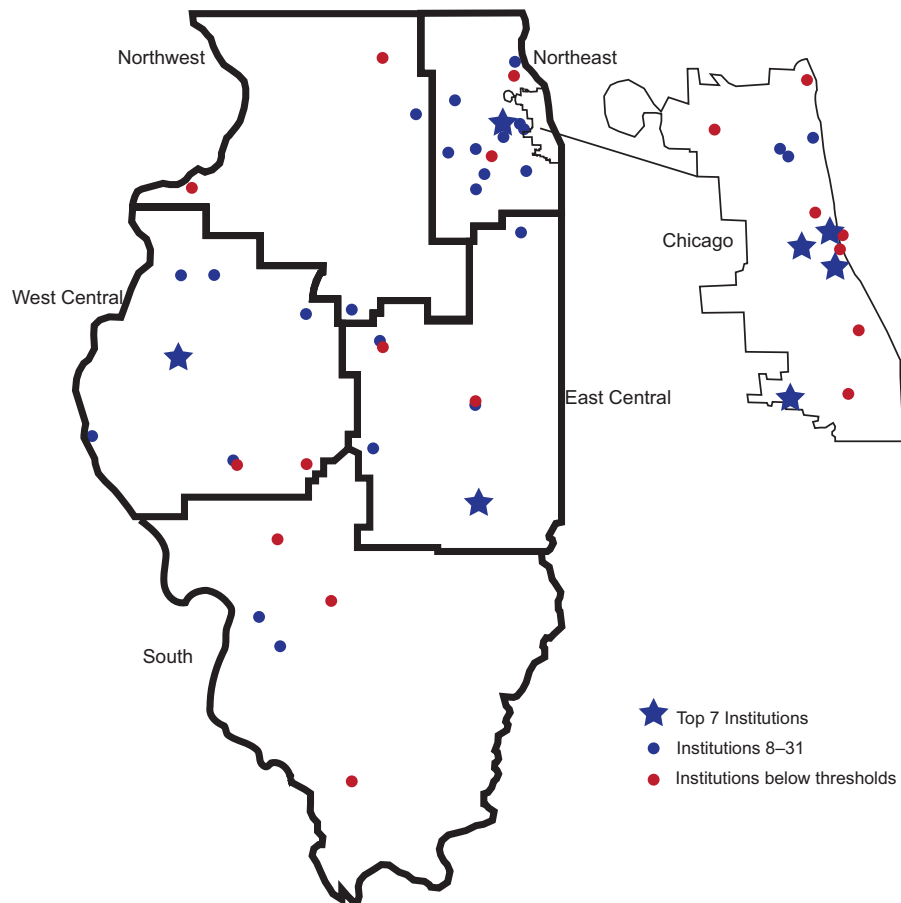 Northwest
Northeast
Chicago
West Central
East Central
South
Top 7 Institutions
Institutions 8–31
Institutions below thresholds